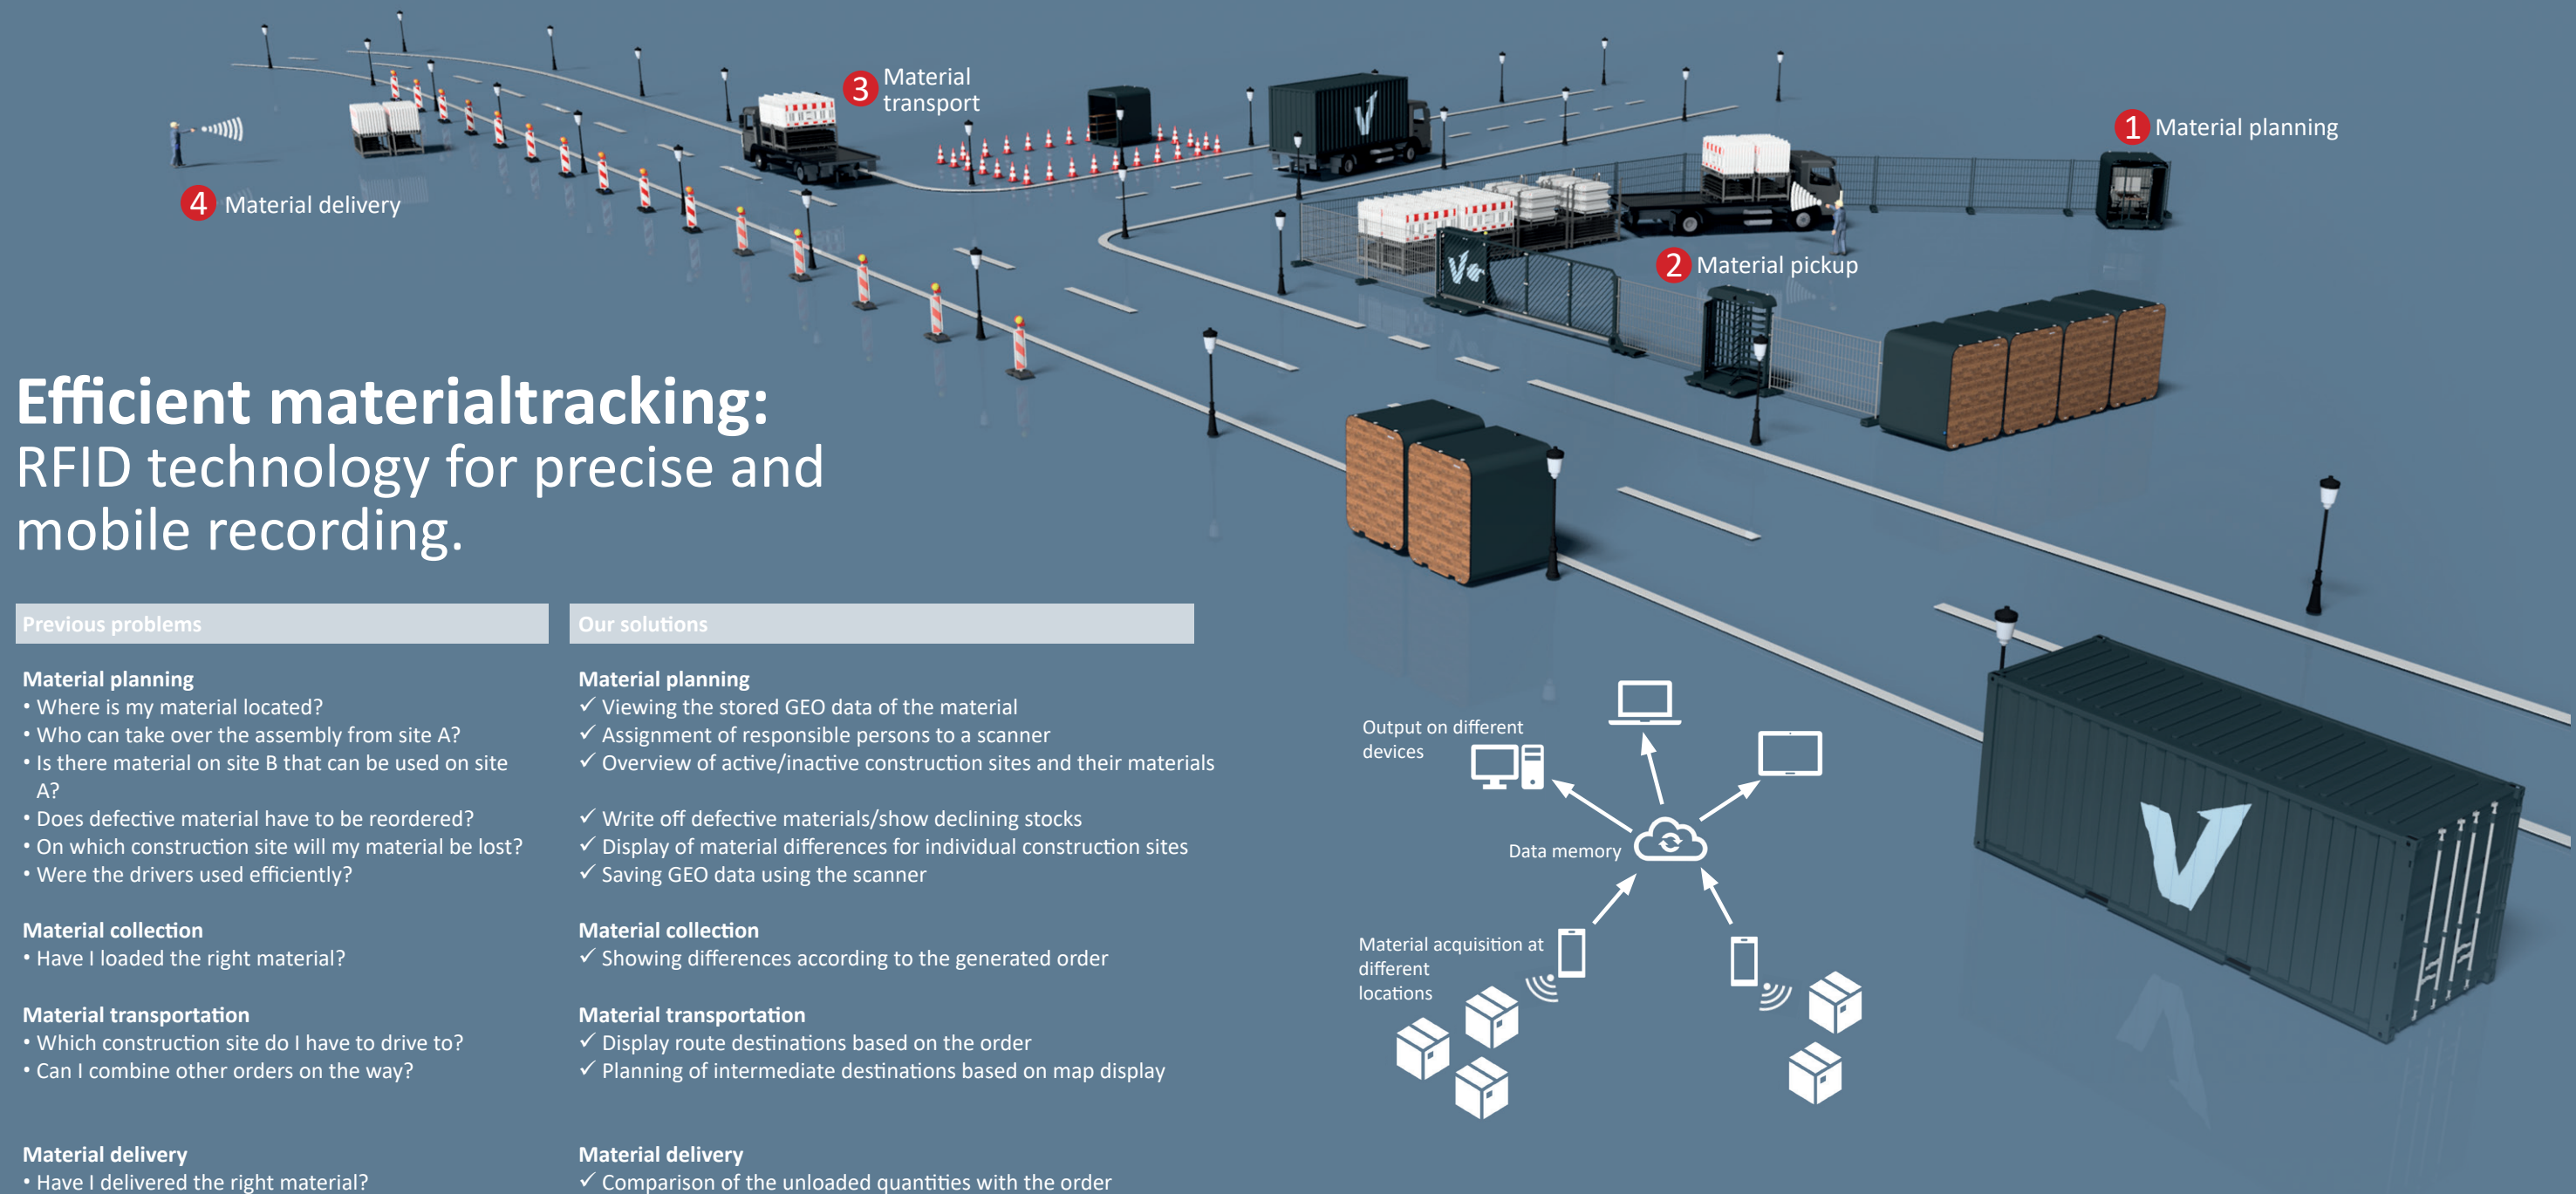 3 Material
transport
1 Material planning
4 Material delivery
2 Material pickup
Efficient materialtracking:
RFID technology for precise and
mobile recording.
Previous problems
Material planning
• Where is my material located?
• Who can take over the assembly from site A?
• Is there material on site B that can be used on site
A?
• Does defective material have to be reordered?
• On which construction site will my material be lost?
• Were the drivers used efficiently?
Material collection
• Have I loaded the right material?
Material transportation
• Which construction site do I have to drive to?
• Can I combine other orders on the way?
Material delivery
• Have I delivered the right material?
Our solutions
Material planning
✓ Viewing the stored GEO data of the material
✓ Assignment of responsible persons to a scanner
✓ Overview of active/inactive construction sites and their materials
✓ Write off defective materials/show declining stocks
✓ Display of material differences for individual construction sites
✓ Saving GEO data using the scanner
Material collection
✓ Showing differences according to the generated order
Material transportation
✓ Display route destinations based on the order
✓ Planning of intermediate destinations based on map display
Material delivery
✓ Comparison of the unloaded quantities with the order
Output on different
devices
Data memory
Material acquisition at
different
locations